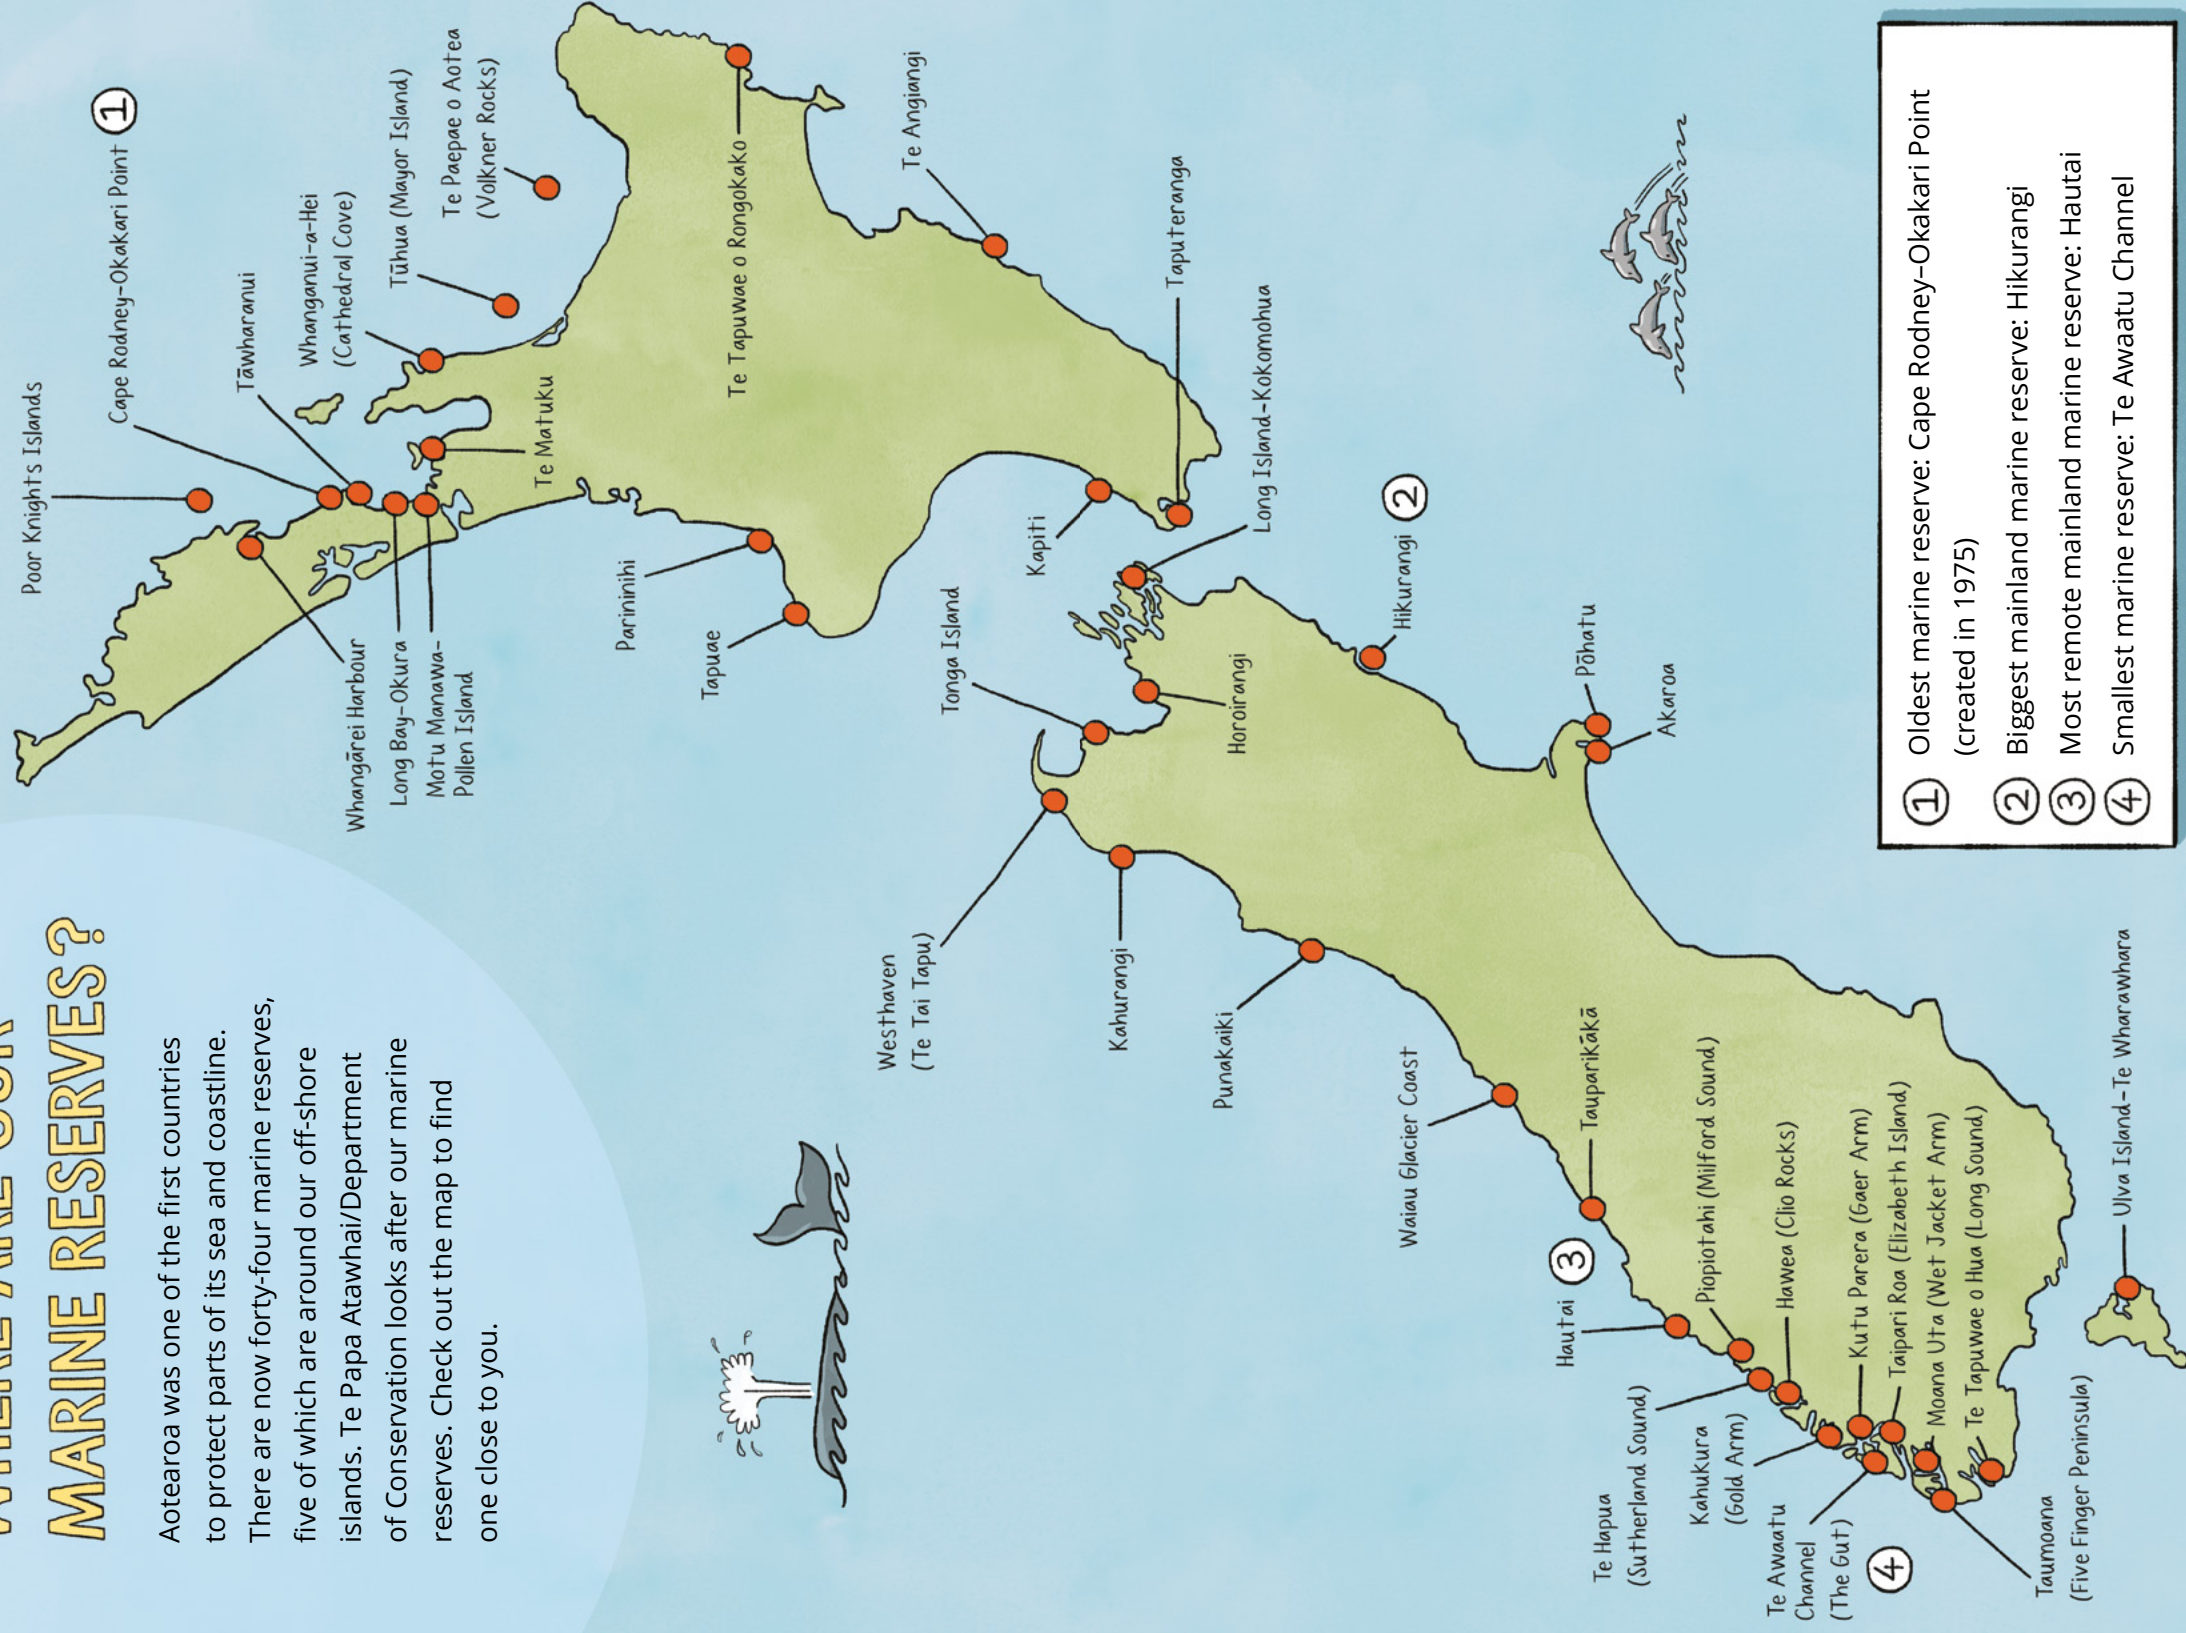 MARINE RESERVES?
Aotearoa was one of the first countries
to protect parts of its sea and coastline.
There are now forty-four marine reserves,
five of which are around our off-shore
islands. Te Papa Atawhai/Department
of Conservation looks after our marine
reserves. Check out the map to find
one close to you.
Poor Knights Islands
Cape Rodney-Okakari Point
1
Tāwharanui
Whanganui-a-Hei
(Cathedral Cove)
Tūhua (Mayor Island)
Te Paepae o Aotea
(Volkner Rocks)
Whangārei Harbour
Long Bay-Okura
Motu Manawa-
Pollen Island
Te Matuku
Parininihi
Tapuae
Te Tapuwae o Rongokako
Te Angiangi
Kapiti
Taputeranga
Long Island-Kokomohua
Tonga Island
Horoirangi
Westhaven
(Te Tai Tapu)
Kahurangi
Punakaiki
Hikurangi
2
Pōhatu
Akaroa
Waiau Glacier Coast
Tauparikākā
Hautai
3
Piopiotahi (Milford Sound)
Hawea (Clio Rocks)
Kutu Parera (Gaer Arm)
Taipari Roa (Elizabeth Island)
Moana Uta (Wet Jacket Arm)
Te Tapuwae o Hua (Long Sound)
Te Hapua
(Sutherland Sound)
Kahukura
(Gold Arm)
Te Awaatu
Channel
(The Gut)
4
Taumoana
(Five Finger Peninsula)
Ulva Island-Te Wharawhara
1 Oldest marine reserve: Cape Rodney–Okakari Point
(created in 1975)
2 Biggest mainland marine reserve: Hikurangi
3 Most remote mainland marine reserve: Hautai
4 Smallest marine reserve: Te Awaatu Channel